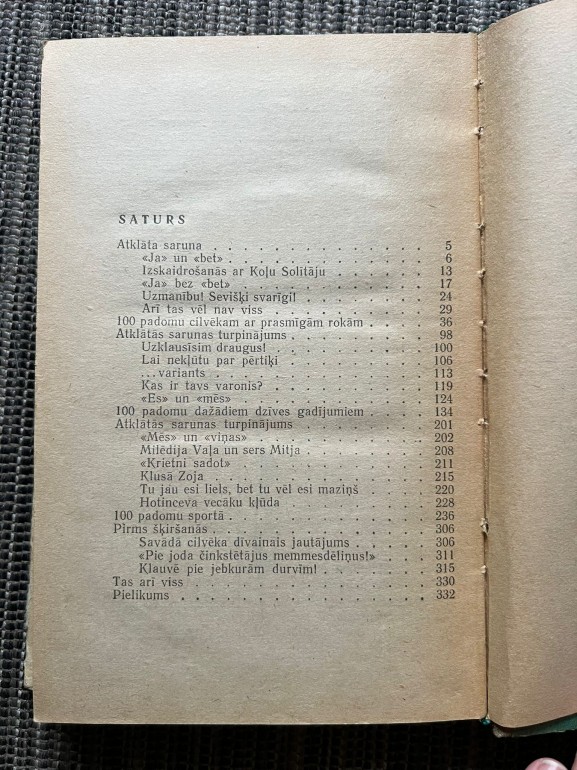 SATURS
Atklāta saruna . . . . . . . . . . . . . . 5
«Ja» un «bet» . . . . . . . . . . . . . 6
Izskaidrošanās ar Koļu Solītāju . . . . . . 13
«Ja» bez «bet» . . . . . . . . . . . . 17
Uzmanību! Sevišķi svarīgi! . . . . . . . . 24
Arī tas vēl nav viss . . . . . . . . . . 29
100 padomu cilvēkam ar prasmīgām rokām . . . . 36
Atklātās sarunas turpinājums . . . . . . . . . 98
Uzklausīsim draugus! . . . . . . . . . . 100
Lai nekļūtu par pērtiķi . . . . . . . . . 106
...variants . . . . . . . . . . . . . 113
Kas ir tavs varonis? . . . . . . . . . . 119
«Es» un «mēs» . . . . . . . . . . . . 124
100 padomu dažādiem dzīves gadījumiem . . . . 134
Atklātās sarunas turpinājums . . . . . . . . . 201
«Mēs» un «viņas» . . . . . . . . . . . 202
Milēdija Vaļa un sers Mitja . . . . . . . . 208
«Krietni sadot» . . . . . . . . . . . . 211
Klusā Zoja . . . . . . . . . . . . . 215
Tu jau esi liels, bet tu vēl esi maziņš . . . . 220
Hotinceva vecāku kļūda . . . . . . . . . 228
100 padomu sportā . . . . . . . . . . . . . 236
Pirms šķiršanās . . . . . . . . . . . . . . 306
Savādā cilvēka dīvainais jautājums . . . . . 306
«Pie joda činkstētājus memmesdēliņus!» . . . . 311
Klauvē pie jebkurām durvīm! . . . . . . . . 315
Tas arī viss . . . . . . . . . . . . . . . 330
Pielikums . . . . . . . . . . . . . . . . 332